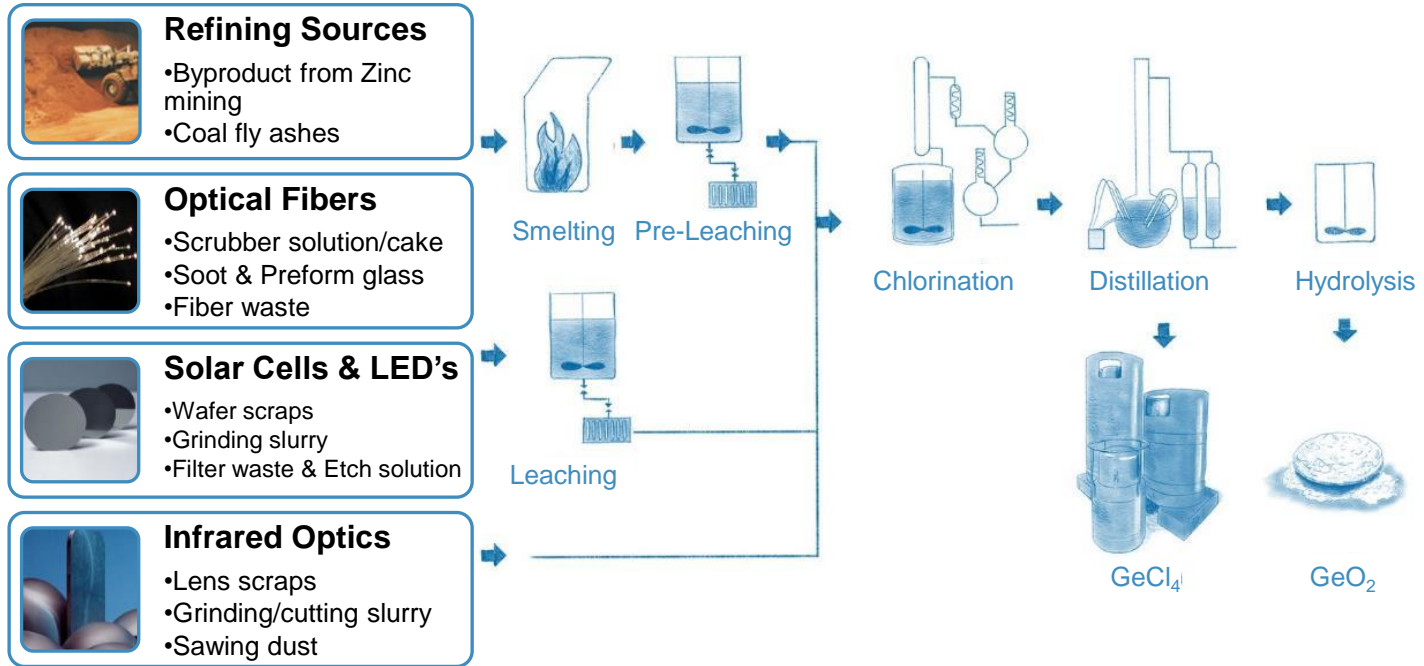 Refining Sources
•Byproduct from Zinc
mining
•Coal fly ashes
Optical Fibers
•Scrubber solution/cake
•Soot & Preform glass
•Fiber waste
Solar Cells & LED’s
•Wafer scraps
•Grinding slurry
•Filter waste & Etch solution
Infrared Optics
•Lens scraps
•Grinding/cutting slurry
•Sawing dust
Smelting
Pre-Leaching
Leaching
Chlorination
Distillation
Hydrolysis
GeCl₄
GeO₂